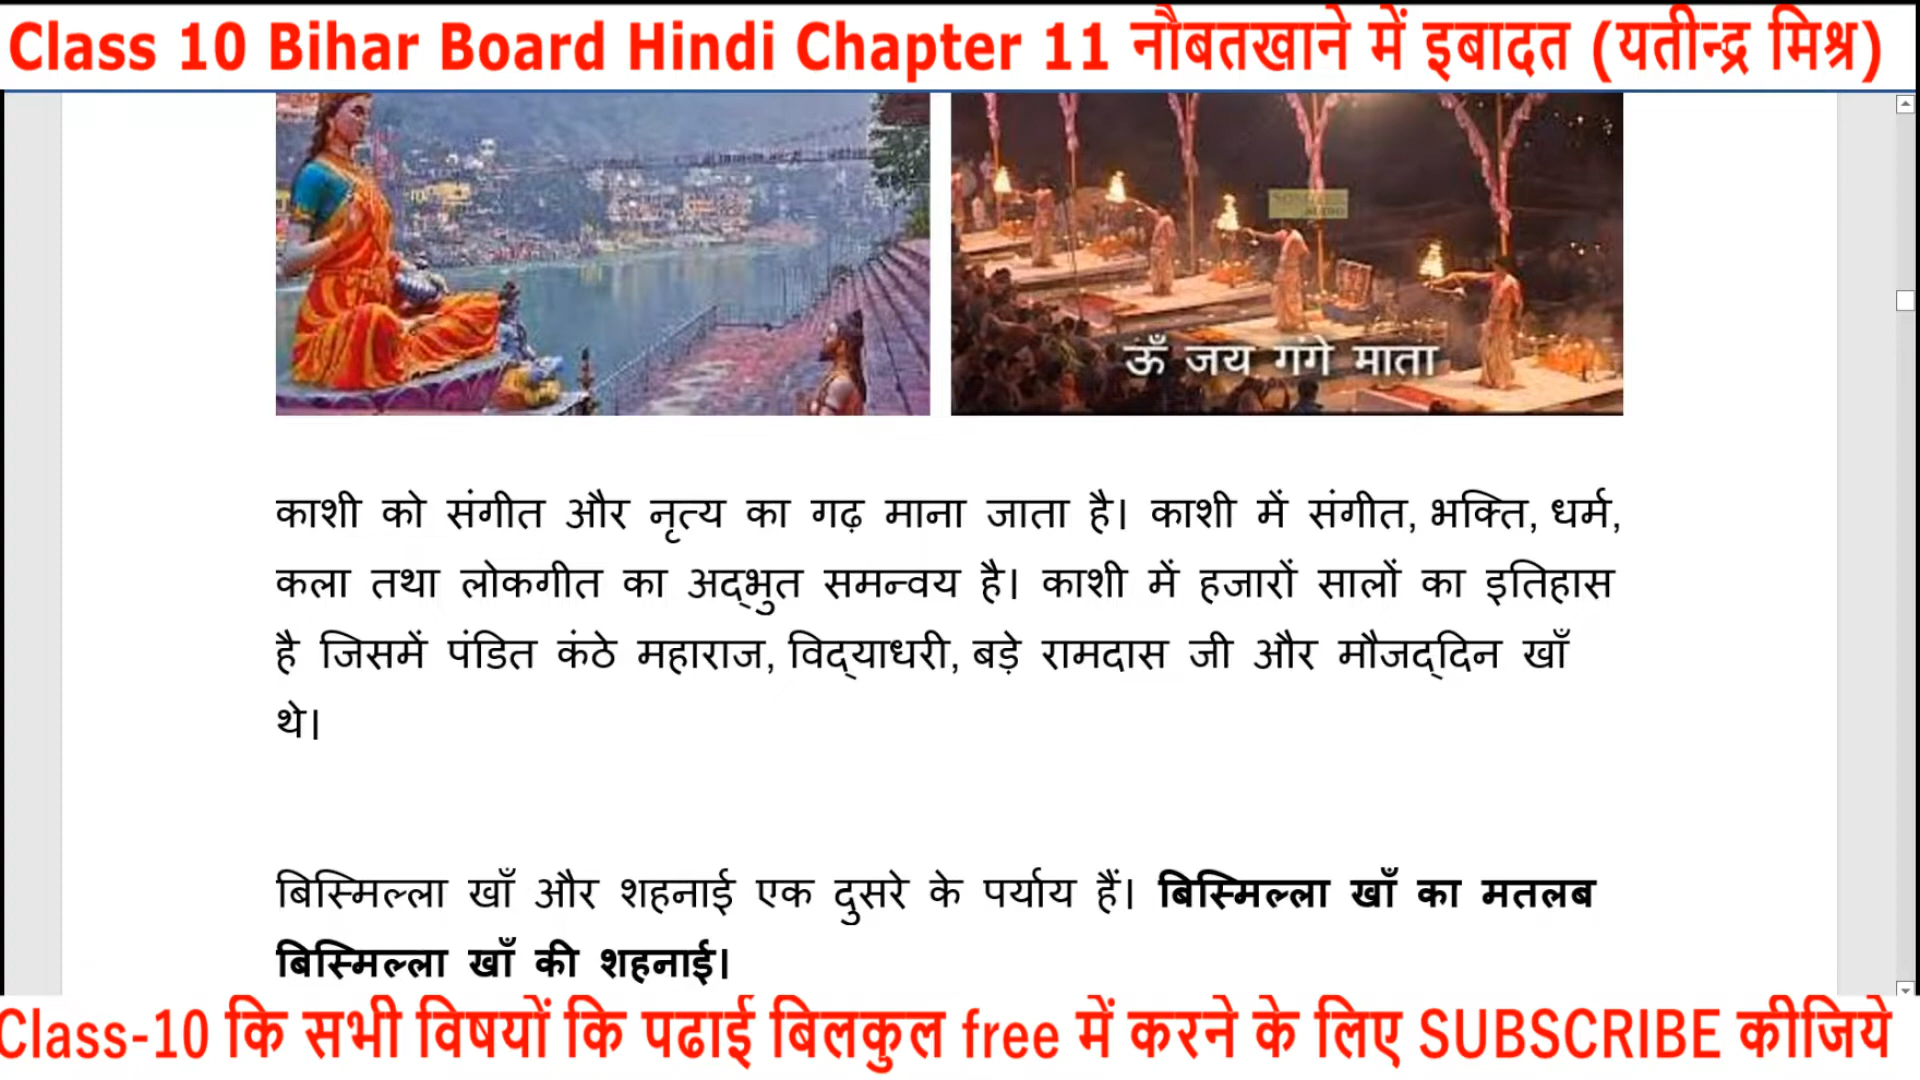 Class 10 Bihar Board Hindi Chapter 11 नौबतखाने में इबादत (यतीन्द्र मिश्र)
ऊँ जय गंगे माता
काशी को संगीत और नृत्य का गढ़ माना जाता है। काशी में संगीत, भक्ति, धर्म,
कला तथा लोकगीत का अद्‌भुत समन्वय है। काशी में हजारों सालों का इतिहास
है जिसमें पंडित कंठे महाराज, विद्‌याधरी, बड़े रामदास जी और मौजद्‌दिन खाँ
थे।
बिस्मिल्ला खाँ और शहनाई एक दुसरे के पर्याय हैं। बिस्मिल्ला खाँ का मतलब
बिस्मिल्ला खाँ की शहनाई।
Class-10 कि सभी विषयों कि पढाई बिलकुल free में करने के लिए SUBSCRIBE कीजिये